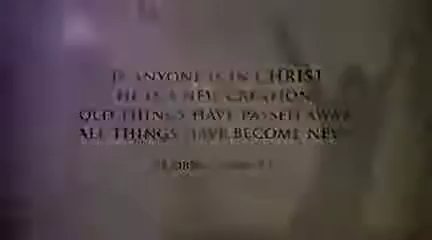 IF ANYONE IS IN CHRIST
HE IS A NEW CREATION
OLD THINGS HAVE PASSED AWAY
ALL THINGS HAVE BECOME NEW